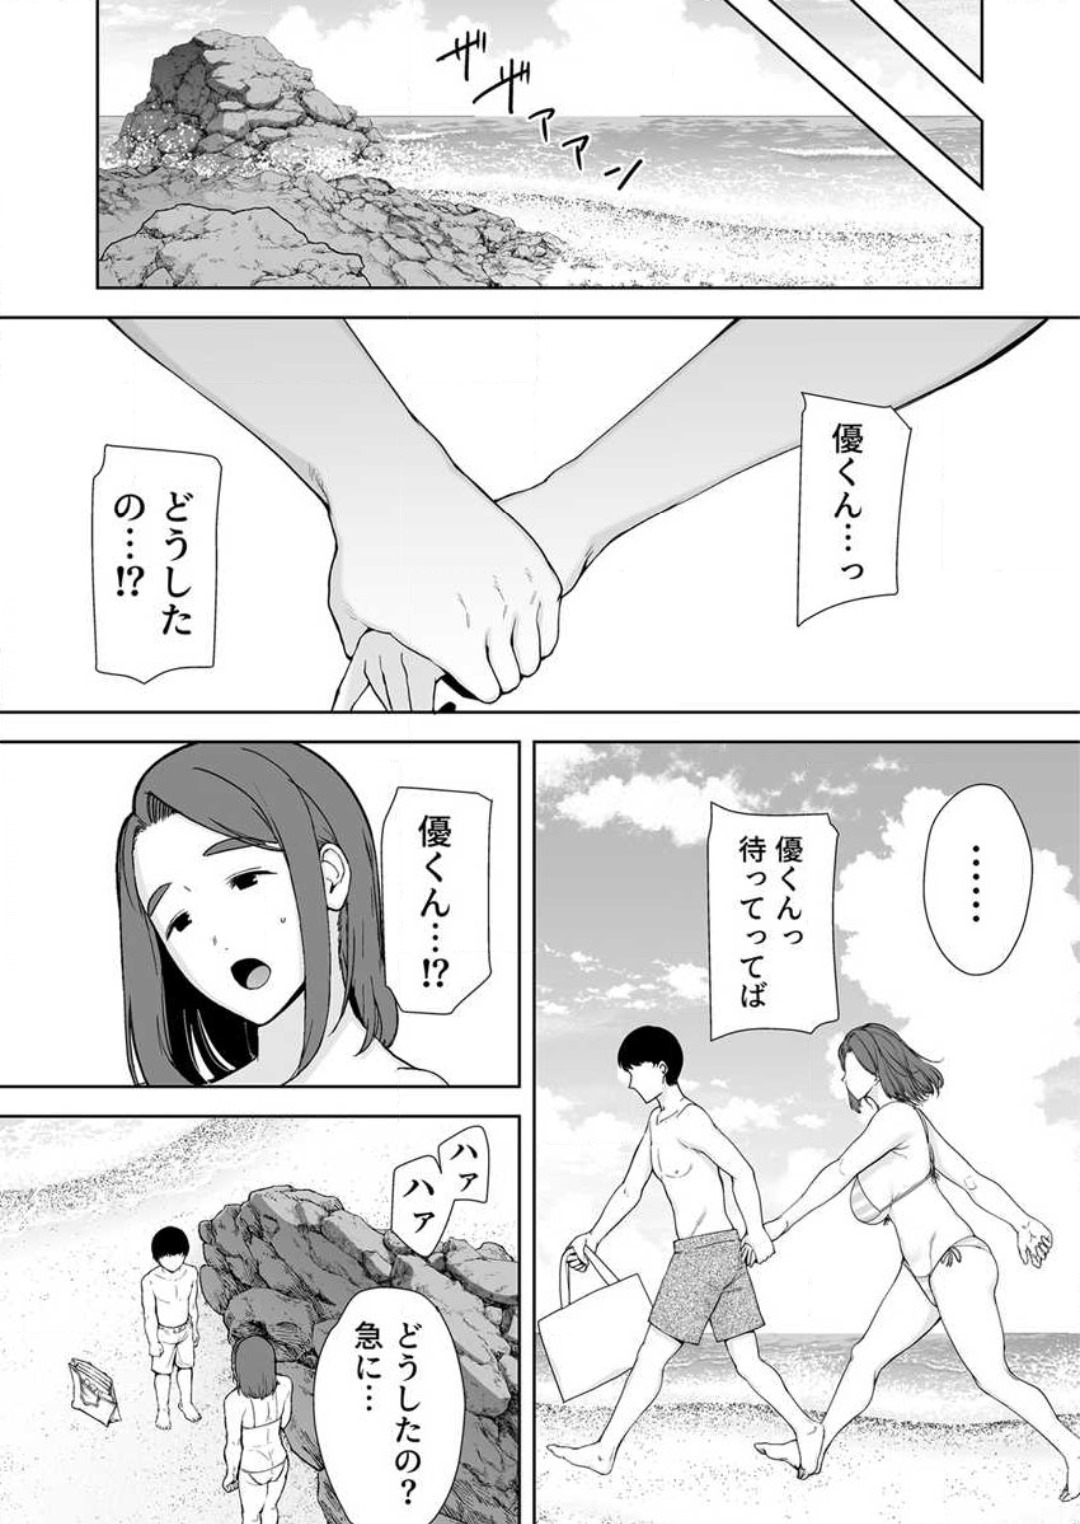 ザザァァン
優くん…っ
どうした
の…!?
……
優くんっ
待ってってば
優くん…!?
ハァ
ハァ
どうしたの？
急に…